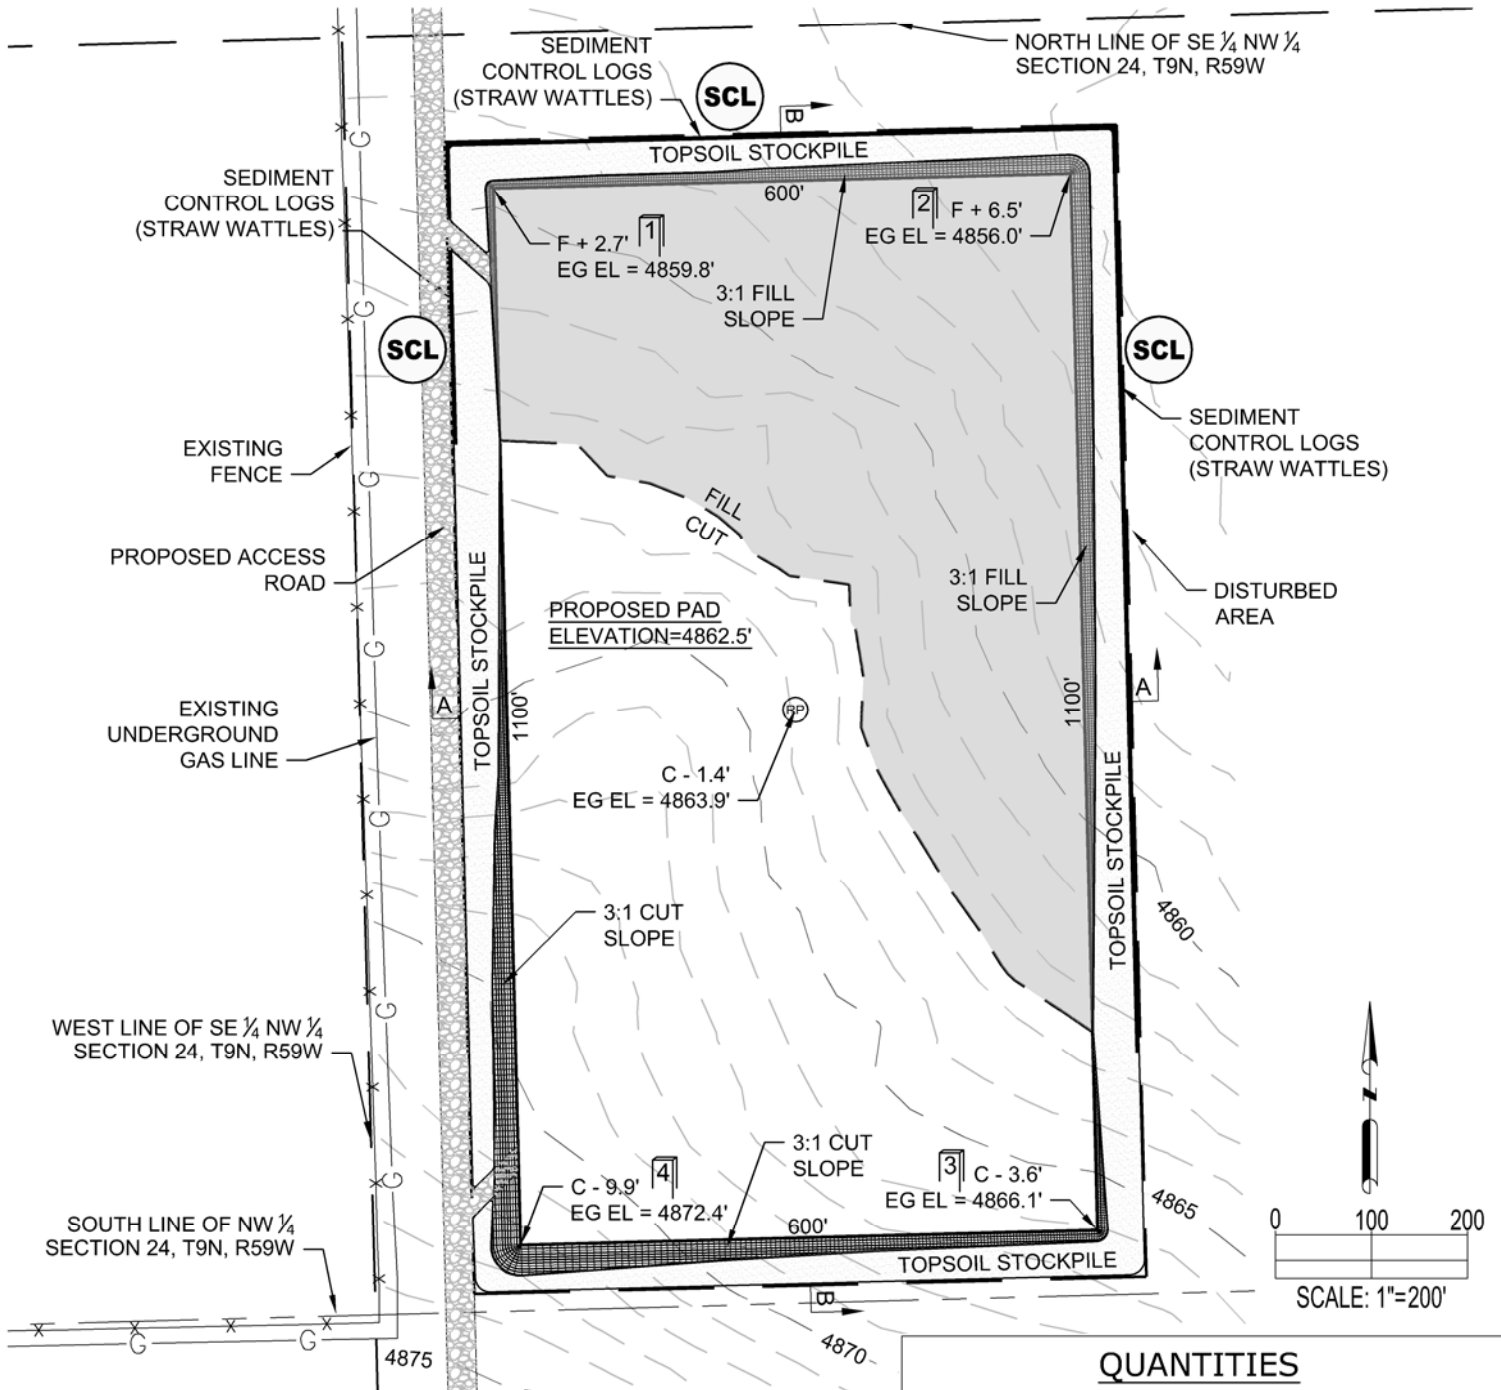 NORTH LINE OF SE ¼ NW ¼
SECTION 24, T9N, R59W
SEDIMENT
CONTROL LOGS
(STRAW WATTLES)
SCL
B
TOPSOIL STOCKPILE
SEDIMENT
CONTROL LOGS
(STRAW WATTLES)
G
600'
1
2
F + 2.7'
EG EL = 4859.8'
F + 6.5'
EG EL = 4856.0'
3:1 FILL
SLOPE
G
SCL
SCL
SEDIMENT
CONTROL LOGS
(STRAW WATTLES)
EXISTING
FENCE
G
FILL
CUT
PROPOSED ACCESS
ROAD
TOPSOIL STOCKPILE
3:1 FILL
SLOPE
DISTURBED
AREA
PROPOSED PAD
ELEVATION=4862.5'
G
A
A
1100'
RP
1100'
EXISTING
UNDERGROUND
GAS LINE
C - 1.4'
EG EL = 4863.9'
G
TOPSOIL STOCKPILE
3:1 CUT
SLOPE
4860
G
WEST LINE OF SE ¼ NW ¼
SECTION 24, T9N, R59W
N
3:1 CUT
SLOPE
4
C - 9.9'
EG EL = 4872.4'
3
C - 3.6'
EG EL = 4866.1'
G
4865
600'
SOUTH LINE OF NW ¼
SECTION 24, T9N, R59W
TOPSOIL STOCKPILE
0 100 200
SCALE: 1"=200'
B
G
G
4875
4870
QUANTITIES